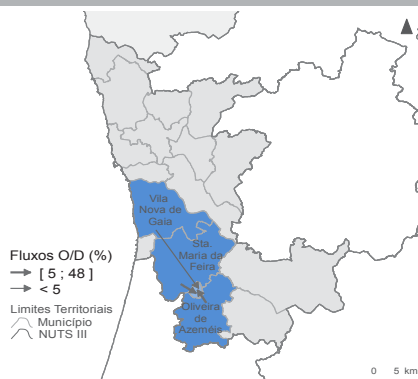 Vila
Nova de
Gaia
Sta.
Maria da
Feira
Oliveira
de
Azeméis
Fluxos O/D (%)
[ 5 ; 48 ]
< 5
Limites Territoriais
Município
NUTS III
0 5 km